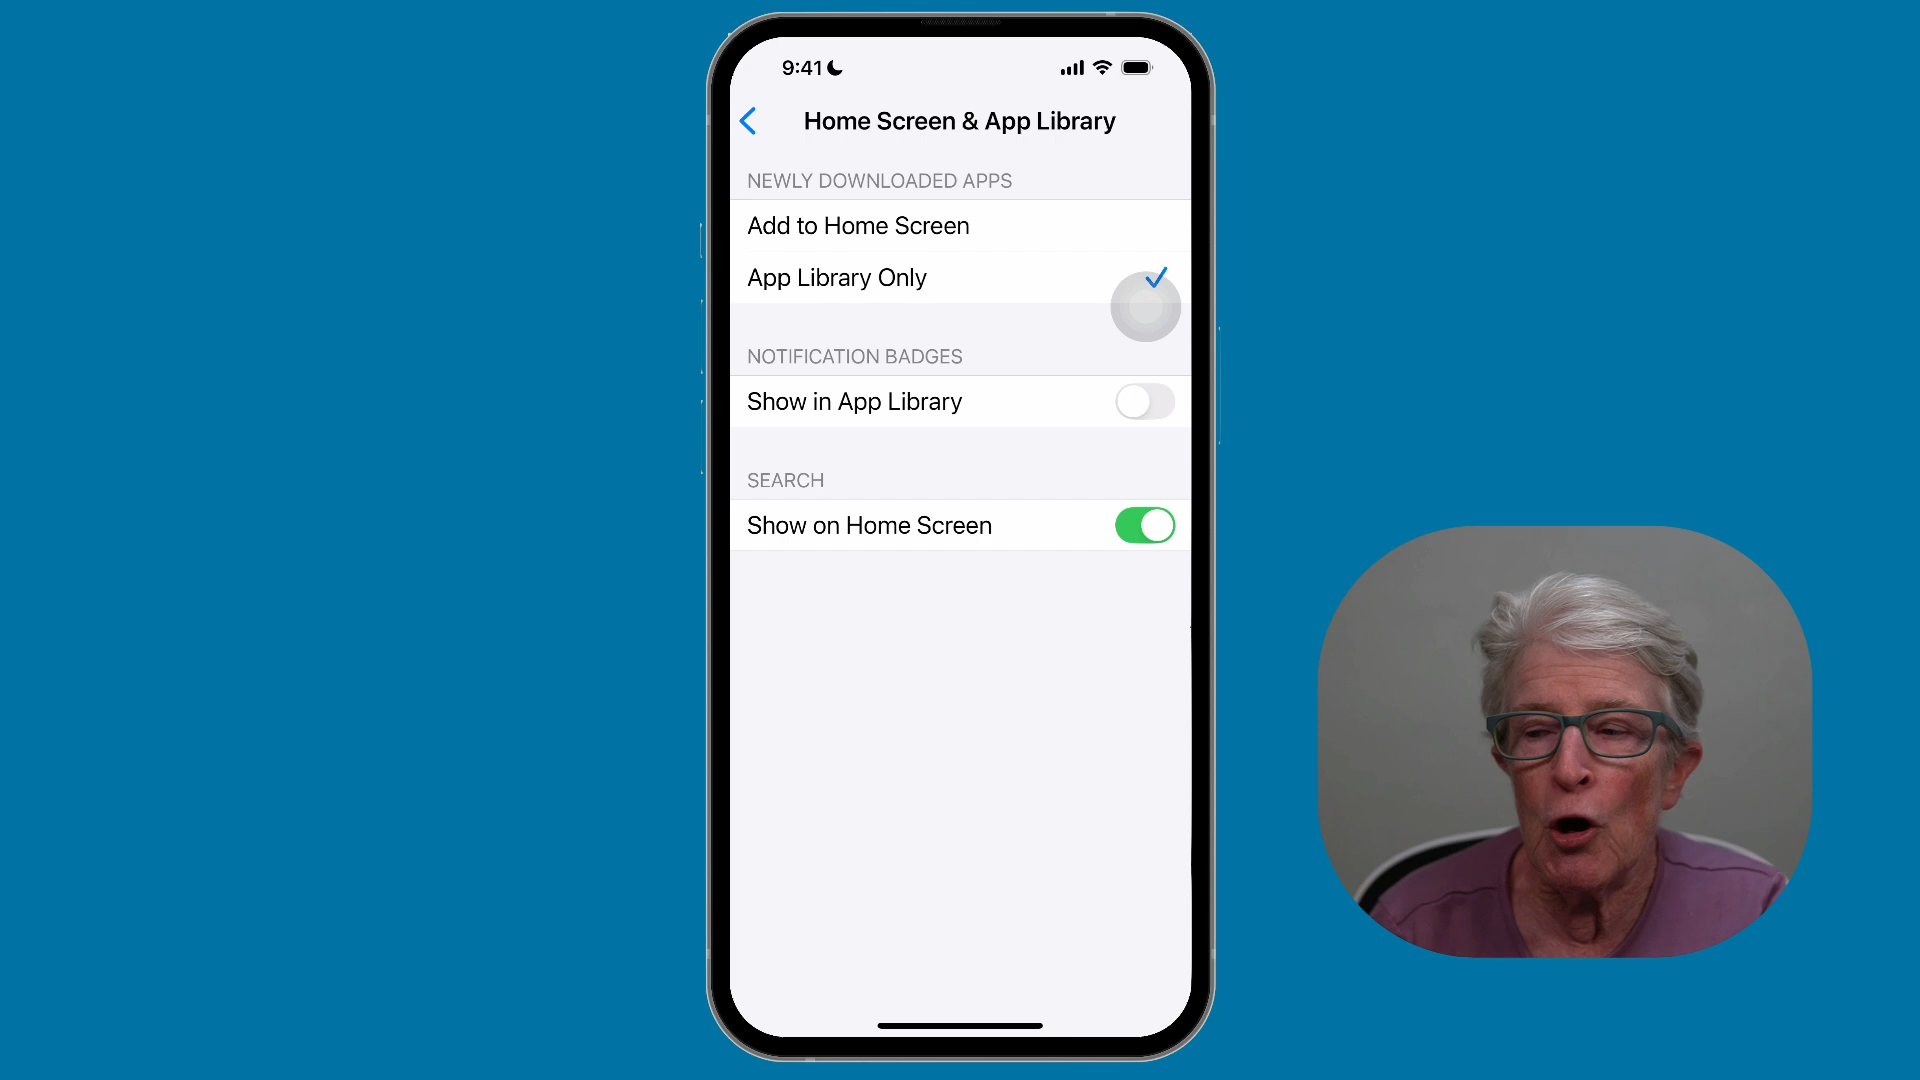 9:41
Home Screen & App Library
NEWLY DOWNLOADED APPS
Add to Home Screen
App Library Only
NOTIFICATION BADGES
Show in App Library
SEARCH
Show on Home Screen